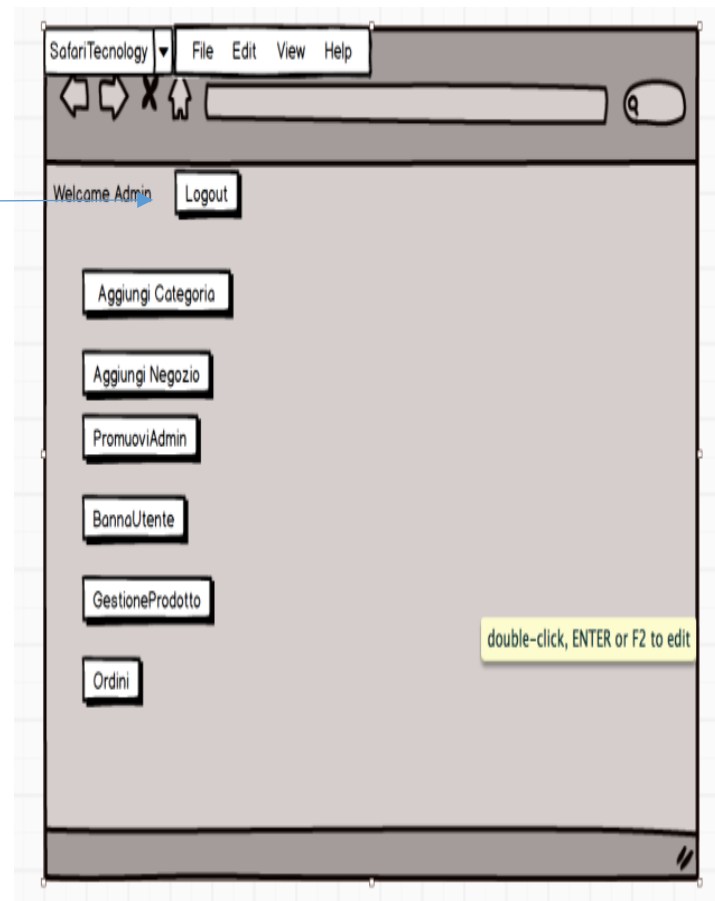 SafariTecnology File Edit View Help
Welcome Admin Logout
Aggiungi Categoria
Aggiungi Negozio
PromuoviAdmin
BannaUtente
GestioneProdotto
double-click, ENTER or F2 to edit
Ordini